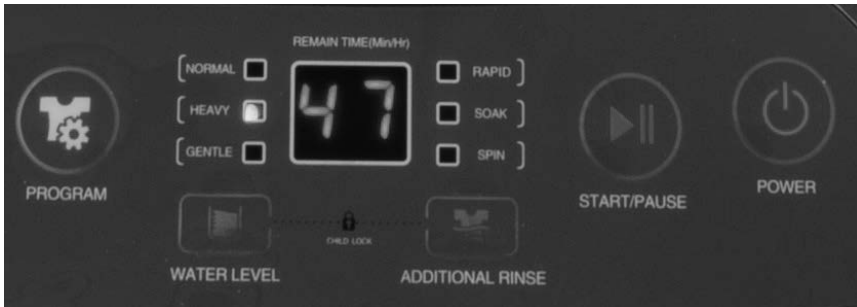 REMAIN TIME(Min/Hr)
NORMAL
HEAVY
GENTLE
47
RAPID
SOAK
SPIN
PROGRAM
START/PAUSE
POWER
CHILD LOCK
WATER LEVEL
ADDITIONAL RINSE